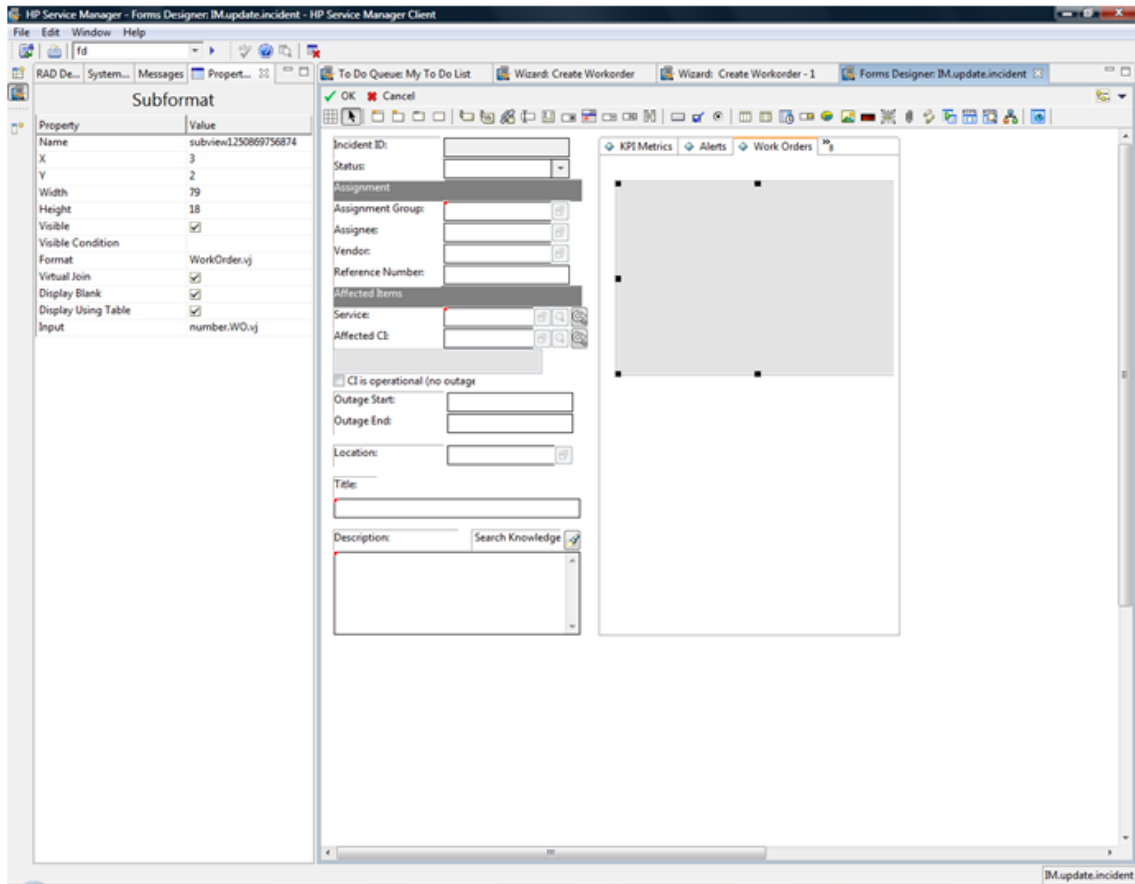 HP Service Manager - Forms Designer: IM.update.incident - HP Service Manager Client
File Edit Window Help
fd
RAD De... System... Messages Propert...
To Do Queue: My To Do List Wizard: Create Workorder Wizard: Create Workorder - 1 Forms Designer: IM.update.incident
Subformat
Property Value
Name subview1250869756874
X 3
Y 2
Width 79
Height 18
Visible
Visible Condition
Format WorkOrder.vj
Virtual Join
Display Blank
Display Using Table
Input number.WO.vj
OK Cancel
Incident ID:
Status:
Assignment
Assignment Group:
Assignee:
Vendor:
Reference Number:
Affected Items
Service:
Affected CI:
CI is operational (no outage
Outage Start:
Outage End:
Location:
Title:
Description: Search Knowledge
KPI Metrics Alerts Work Orders »8
IM.update.incident